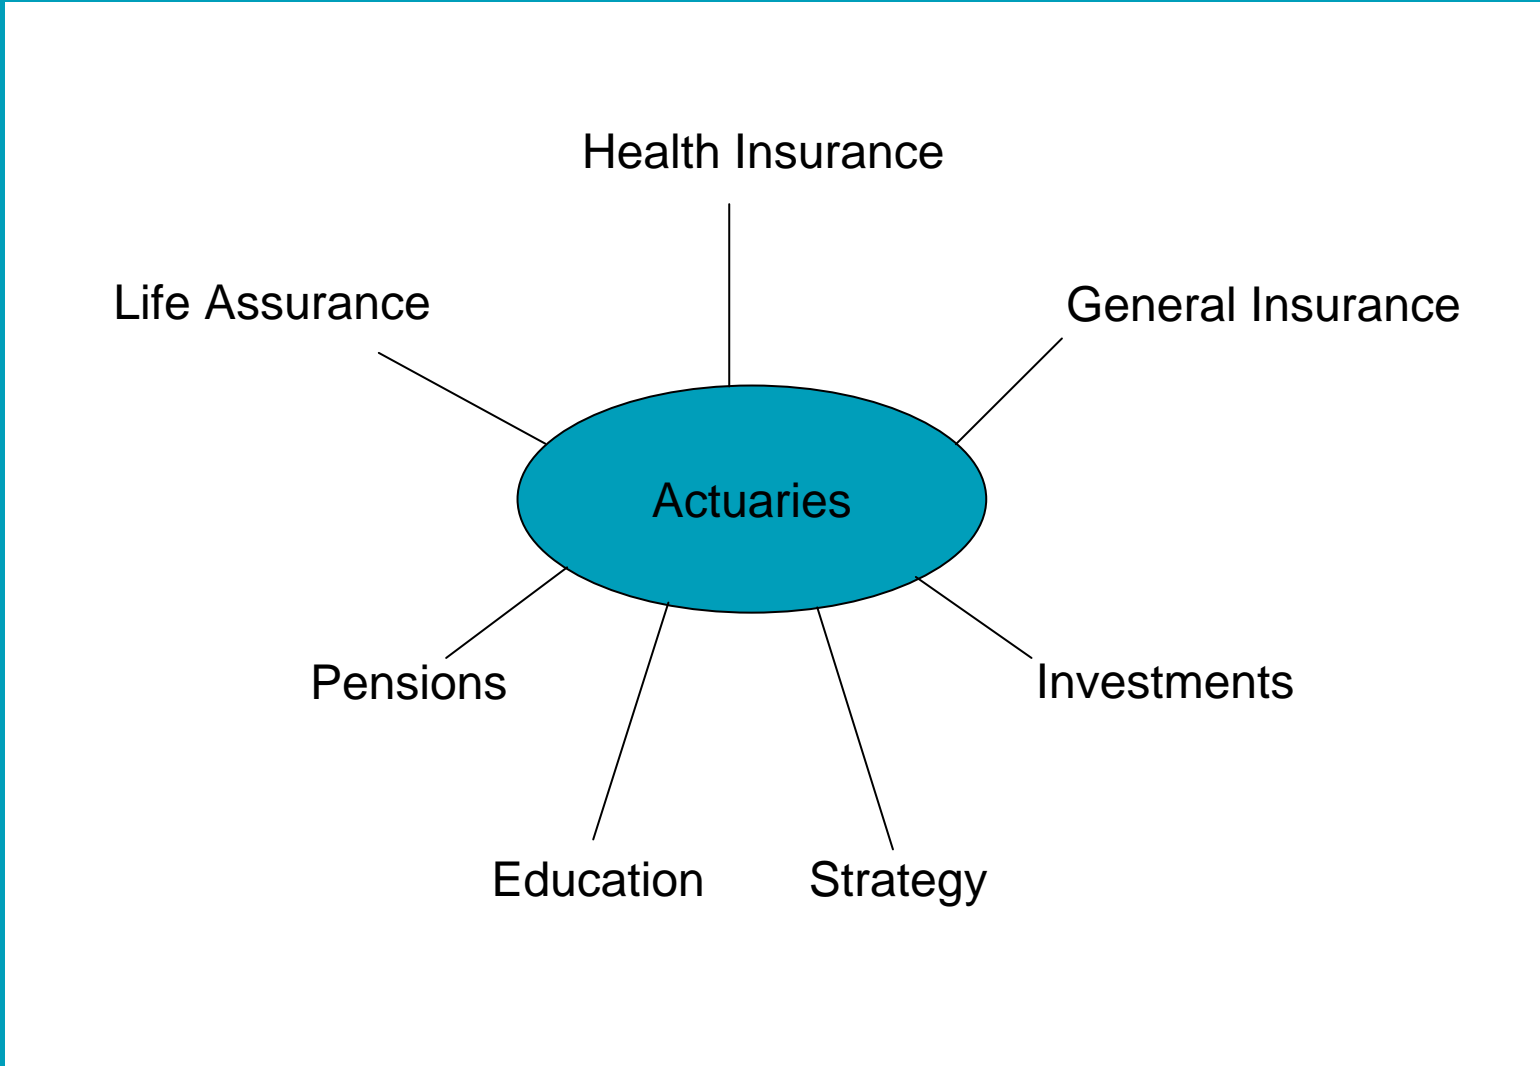 Health Insurance
Life Assurance
General Insurance
Actuaries
Pensions
Investments
Education
Strategy